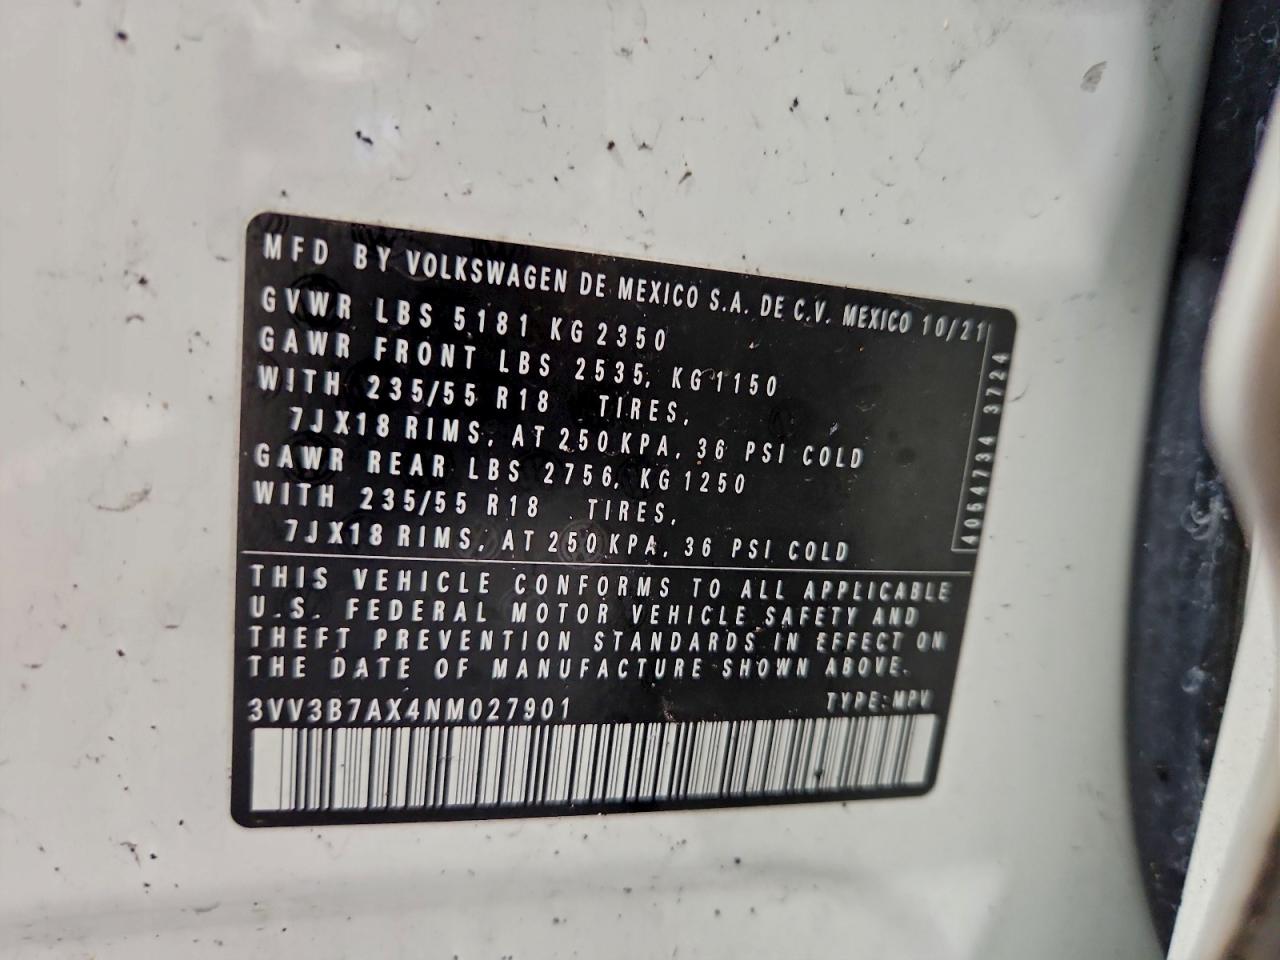 MFD BY VOLKSWAGEN DE MEXICO S.A. DE C.V. MEXICO 10/21
GVWR LBS 5181 KG 2350
GAWR FRONT LBS 2535, KG 1150
WITH 235/55 R18 TIRES,
7JX18 RIMS, AT 250 KPA, 36 PSI COLD
GAWR REAR LBS 2756, KG 1250
WITH 235/55 R18 TIRES,
7JX18 RIMS, AT 250 KPA, 36 PSI COLD
4054734 3724
THIS VEHICLE CONFORMS TO ALL APPLICABLE
U.S. FEDERAL MOTOR VEHICLE SAFETY AND
THEFT PREVENTION STANDARDS IN EFFECT ON
THE DATE OF MANUFACTURE SHOWN ABOVE.
3VV3B7AX4NM027901 TYPE: MPV